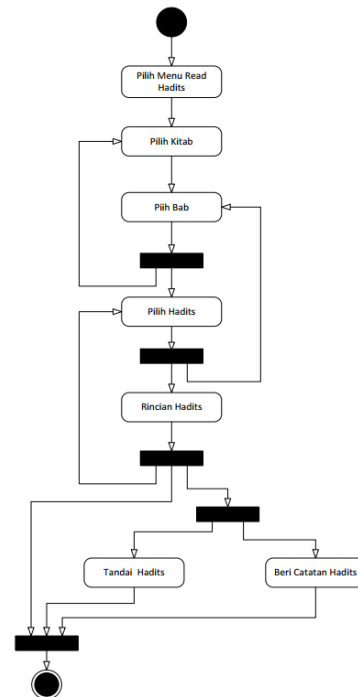 Pilih Menu Read
Hadits
Pilih Kitab
Piih Bab
Pilih Hadits
Rincian Hadits
Tandai Hadits
Beri Catatan Hadits